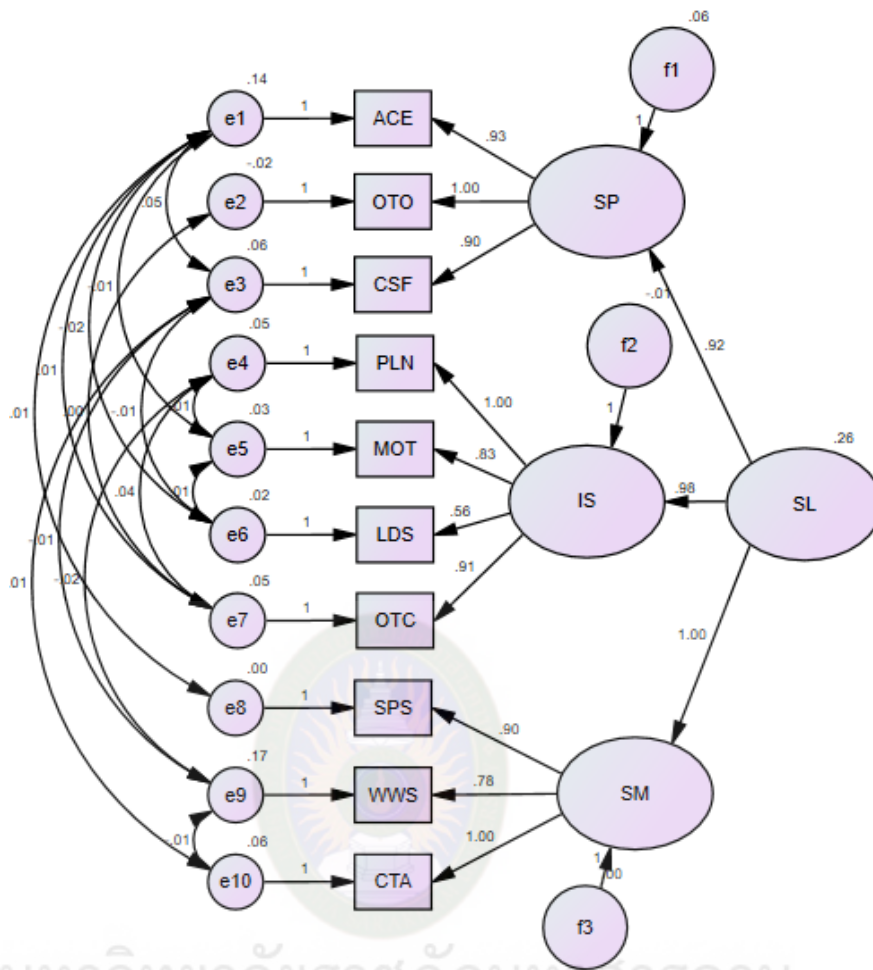 .06
f1
.14
e1
1
ACE
.93
1
-.02
e2
1
OTO
1.00
SP
.05
.06
e3
1
CSF
.90
-.01
-.01
f2
.92
-.02
.05
e4
1
PLN
1.00
1
.01
.01
.00
-.01
.01
.03
e5
1
MOT
.83
.26
IS
.98
SL
.04
.01
.02
e6
1
LDS
.56
-.01
.01
-.02
.05
e7
1
OTC
.91
1.00
.00
e8
1
SPS
.90
.17
e9
1
WWS
.78
SM
-.01
.06
e10
1
CTA
1.00
1
.00
f3